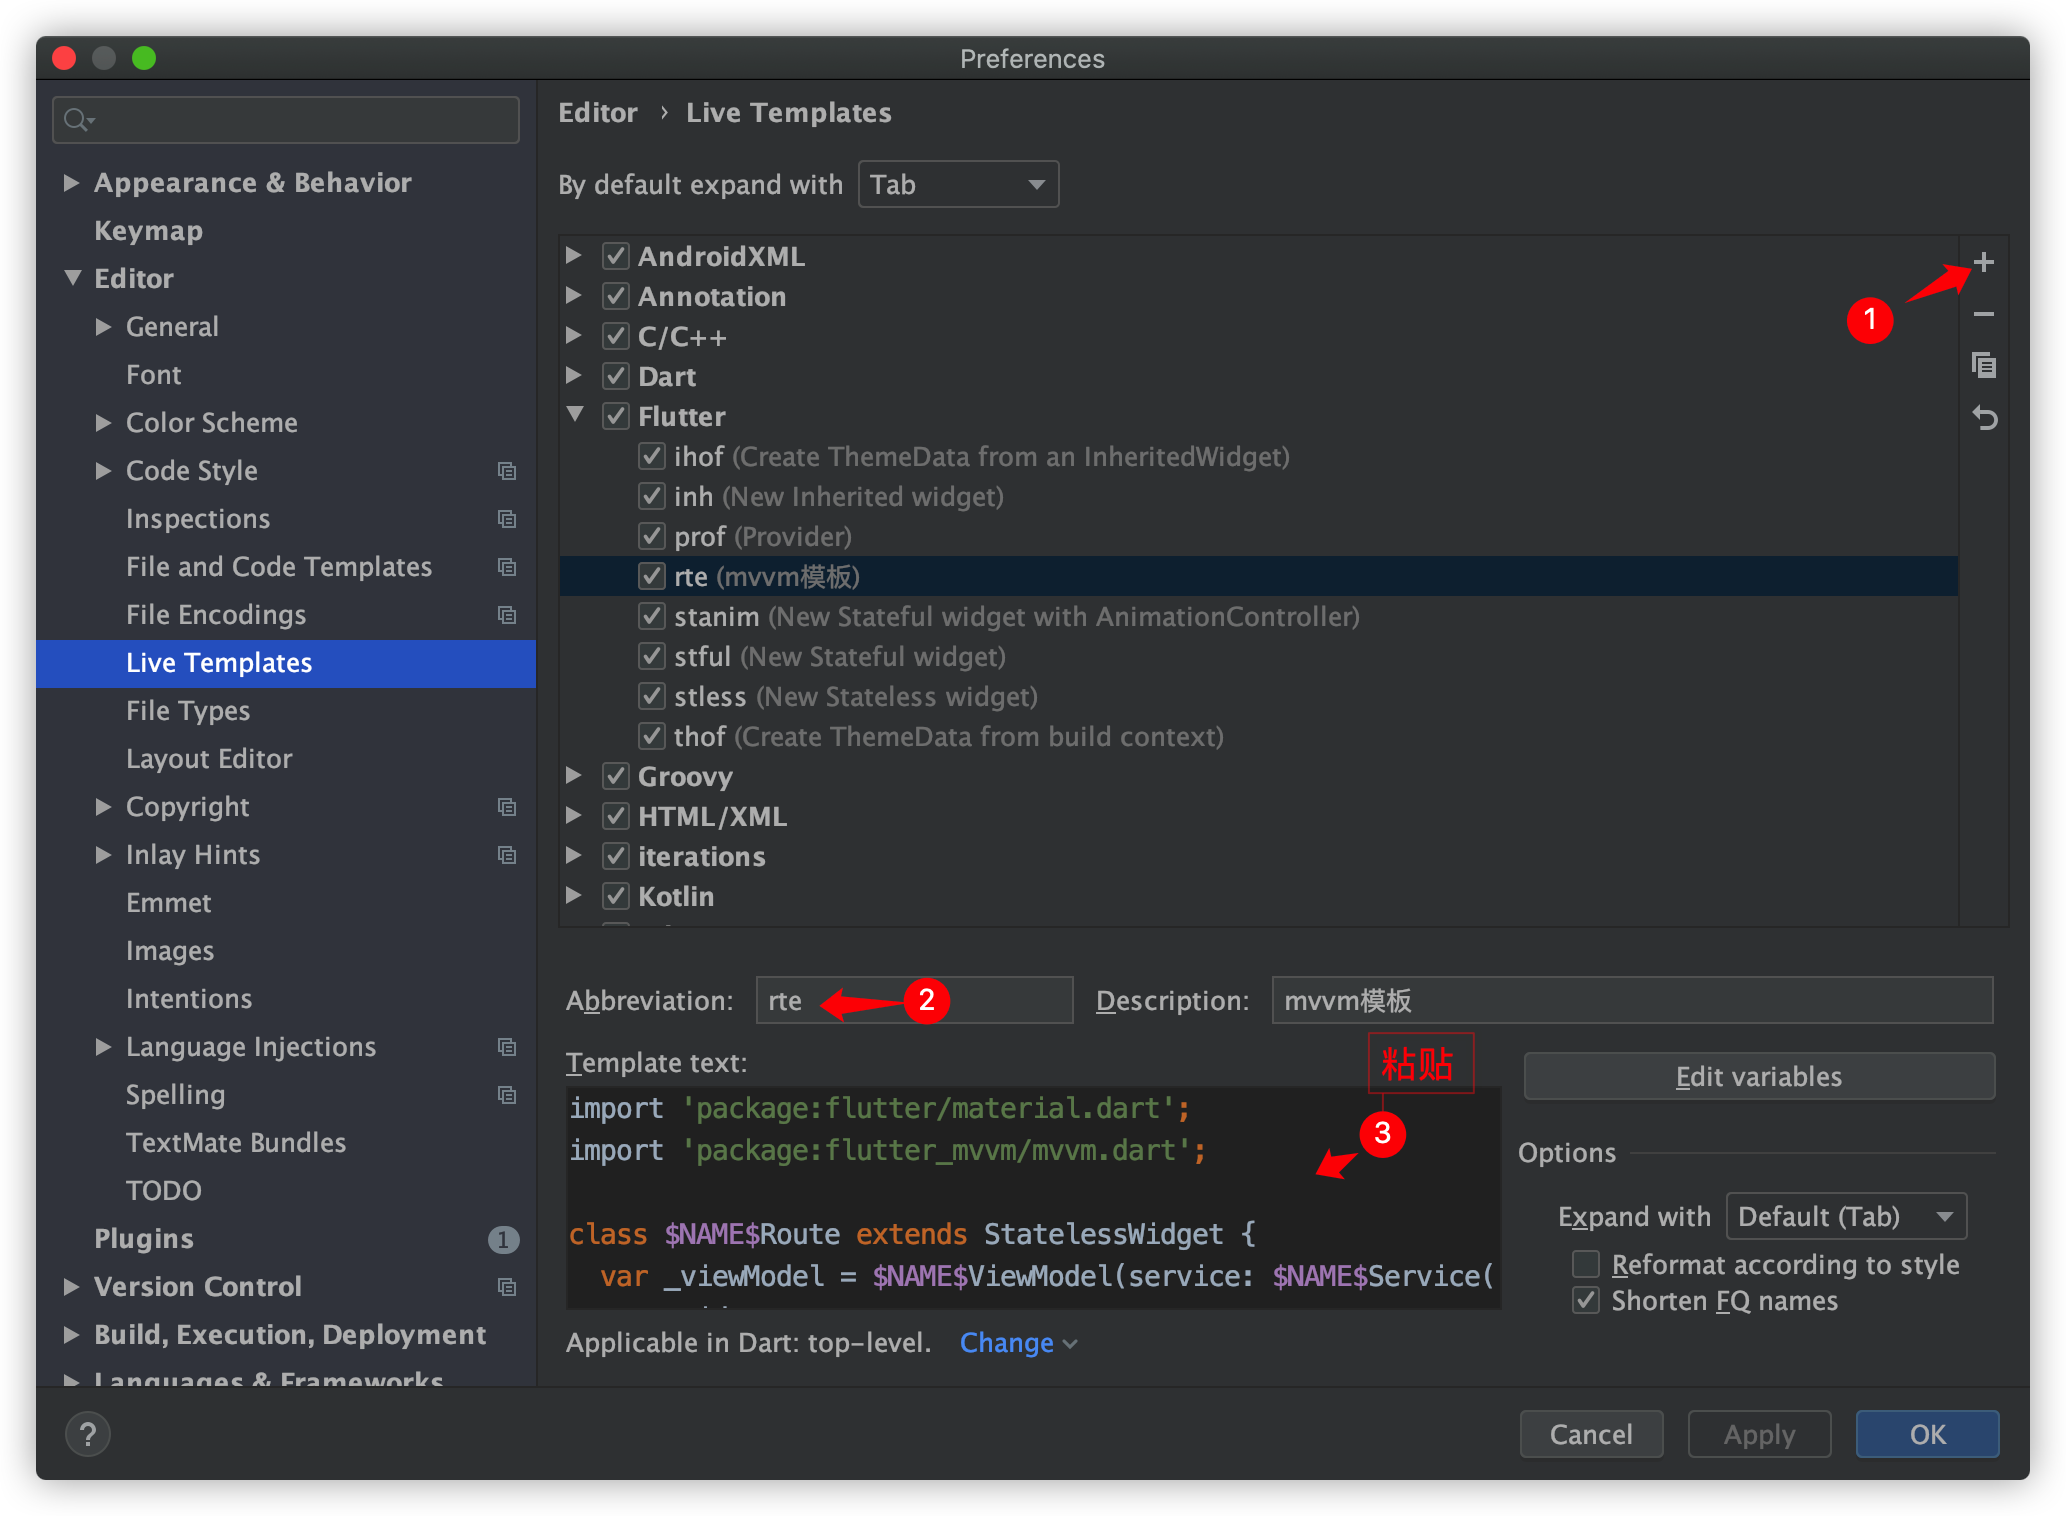 Preferences
Appearance & Behavior
Keymap
Editor
General
Font
Color Scheme
Code Style
Inspections
File and Code Templates
File Encodings
Live Templates
File Types
Layout Editor
Copyright
Inlay Hints
Emmet
Images
Intentions
Language Injections
Spelling
TextMate Bundles
TODO
Plugins 1
Version Control
Build, Execution, Deployment
Languages & Frameworks
Editor › Live Templates
By default expand with Tab
AndroidXML
Annotation
C/C++
Dart
Flutter
ihof (Create ThemeData from an InheritedWidget)
inh (New Inherited widget)
prof (Provider)
rte (mvvm模板)
stanim (New Stateful widget with AnimationController)
stful (New Stateful widget)
stless (New Stateless widget)
thof (Create ThemeData from build context)
Groovy
HTML/XML
iterations
Kotlin
1
Abbreviation: rte 2 Description: mvvm模板
Template text:
粘贴
3
import 'package:flutter/material.dart';
import 'package:flutter_mvvm/mvvm.dart';
class $NAME$Route extends StatelessWidget {
var _viewModel = $NAME$ViewModel(service: $NAME$Service(
Edit variables
Options
Expand with Default (Tab)
Reformat according to style
Shorten FQ names
Applicable in Dart: top-level. Change
?
Cancel
Apply
OK